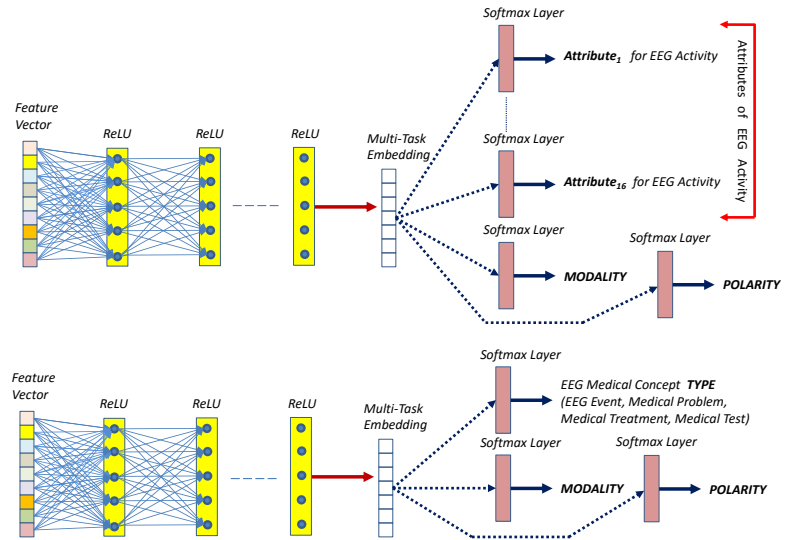 Softmax Layer
Attribute1 for EEG Activity
Attributes of EEG Activity
Feature
Vector
ReLU
ReLU
ReLU
Multi-Task
Embedding
Softmax Layer
Attribute16 for EEG Activity
Softmax Layer
MODALITY
Softmax Layer
POLARITY
Softmax Layer
EEG Medical Concept TYPE
(EEG Event, Medical Problem,
Medical Treatment, Medical Test)
Feature
Vector
ReLU
ReLU
ReLU
Multi-Task
Embedding
Softmax Layer
MODALITY
Softmax Layer
POLARITY